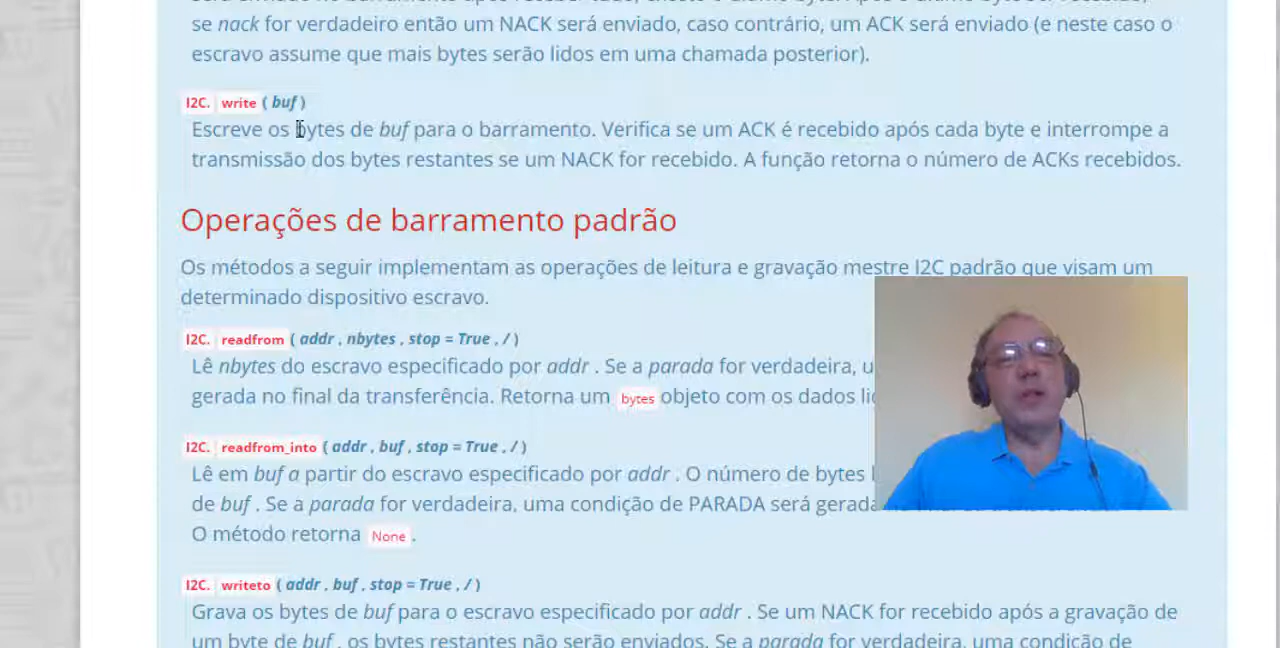 se nack for verdadeiro então um NACK será enviado, caso contrário, um ACK será enviado (e neste caso o
escravo assume que mais bytes serão lidos em uma chamada posterior).
I2C. write ( buf )
Escreve os bytes de buf para o barramento. Verifica se um ACK é recebido após cada byte e interrompe a
transmissão dos bytes restantes se um NACK for recebido. A função retorna o número de ACKs recebidos.
Operações de barramento padrão
Os métodos a seguir implementam as operações de leitura e gravação mestre I2C padrão que visam um
determinado dispositivo escravo.
I2C. readfrom ( addr , nbytes , stop = True , / )
Lê nbytes do escravo especificado por addr . Se a parada for verdadeira,
gerada no final da transferência. Retorna um bytes objeto com os dados
I2C. readfrom_into ( addr , buf , stop = True , / )
Lê em buf a partir do escravo especificado por addr . O número de bytes
de buf . Se a parada for verdadeira, uma condição de PARADA será gerada
O método retorna None .
I2C. writeto ( addr , buf , stop = True , / )
Grava os bytes de buf para o escravo especificado por addr . Se um NACK for recebido após a gravação de
um byte de buf , os bytes restantes não serão enviados. Se a parada for verdadeira, uma condição de